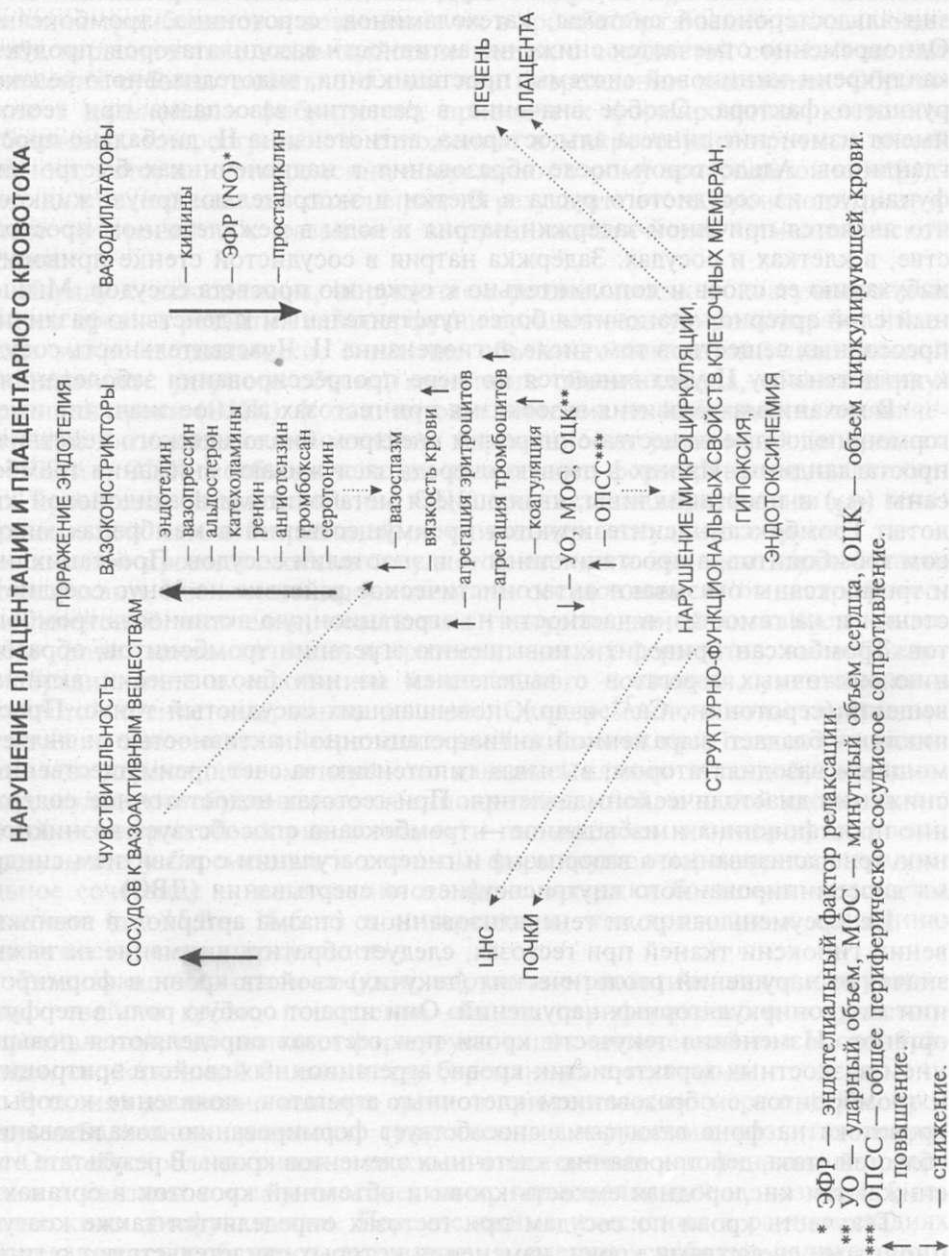 НАРУШЕНИЕ ПЛАЦЕНТАЦИИ И ПЛАЦЕНТАРНОГО КРОВОТОКА
ПОРАЖЕНИЕ ЭНДОТЕЛИЯ
ЧУВСТВИТЕЛЬНОСТЬ
СОСУДОВ К ВАЗОАКТИВНЫМ ВЕЩЕСТВАМ
ВАЗОКОНСТРИКТОРЫ
— эндотелин
— вазопрессин
— альдостерон
— катехоламины
— ренин
— ангиотензин
— тромбоксан
— серотонин
ВАЗОДИЛАТАТОРЫ
— кинины
— ЭФР (NO)*
— простациклин
— вазоспазм
— вязкость крови
— агрегация эритроцитов
— агрегация тромбоцитов
— коагуляция
— УО, МОС, ОЦК**
— ОПСС***
ЦНС
ПОЧКИ
ПЕЧЕНЬ
ПЛАЦЕНТА
НАРУШЕНИЕ МИКРОЦИРКУЛЯЦИИ,
СТРУКТУРНО-ФУНКЦИОНАЛЬНЫХ СВОЙСТВ КЛЕТОЧНЫХ МЕМБРАН
ГИПОКСИЯ
ЭНДОТОКСИНЕМИЯ
* ЭФР — эндотелиальный фактор релаксации.
** УО — ударный объем, МОС — минутный объем сердца, ОЦК — объем циркулирующей крови.
*** ОПСС — общее периферическое сосудистое сопротивление.
↑ — повышение.
↓ — снижение.